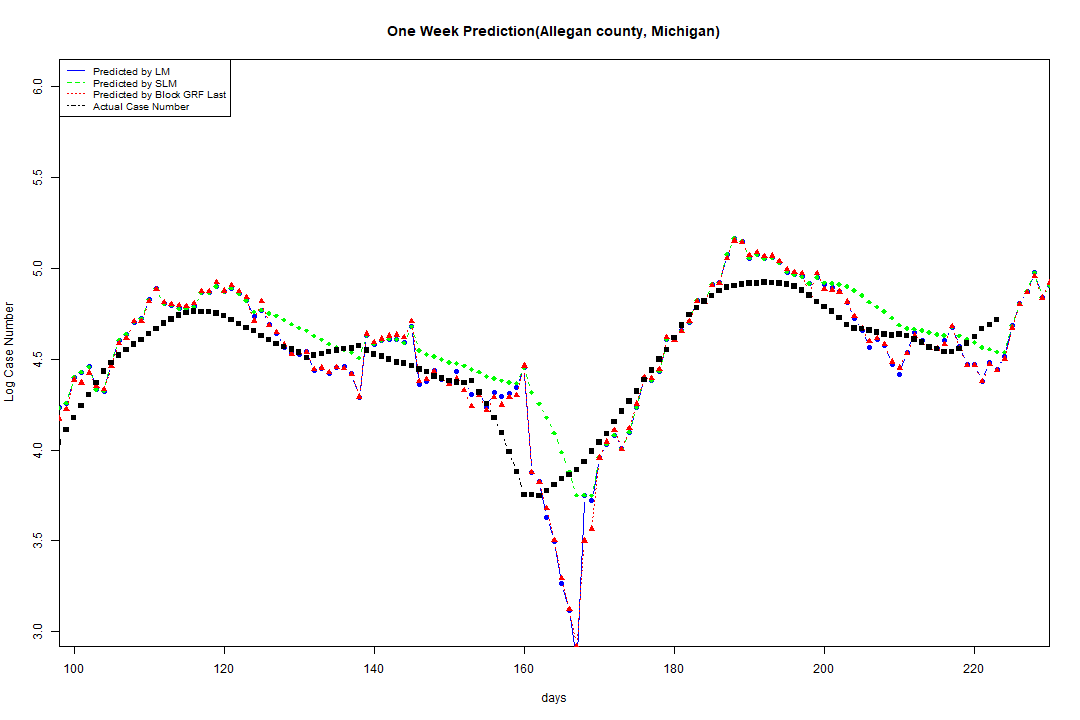 One Week Prediction(Allegan county, Michigan)
Predicted by LM
Predicted by SLM
Predicted by Block GRF Last
Actual Case Number
6.0
5.5
5.0
4.5
4.0
3.5
3.0
Log Case Number
100 120 140 160 180 200 220
days